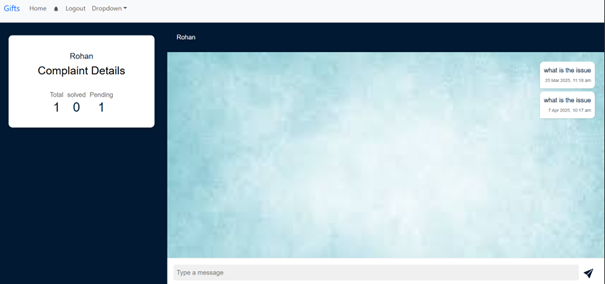 Gifts Home Logout Dropdown
Rohan
Complaint Details
Total solved Pending
1 0 1
Rohan
what is the issue
25 Mar 2025, 11:16 am
what is the issue
7 Apr 2025, 10:17 am
Type a message